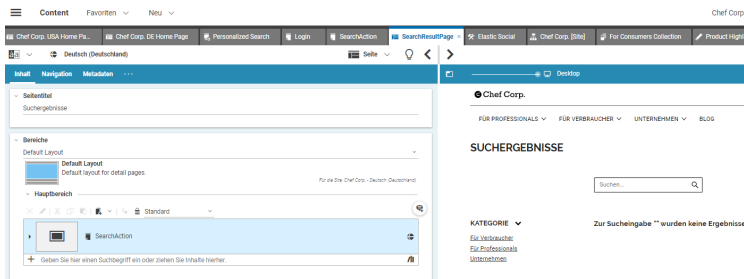 Content Favoriten Neu Chef Corp
Chef Corp. USA Home Pa... Chef Corp. DE Home Page Personalized Search Login SearchAction SearchResultPage × Elastic Social Chef Corp. [Site] For Consumers Collection Product Highl
Deutsch (Deutschland) Seite
Inhalt Navigation Metadaten ··· Desktop
Seitentitel
Suchergebnisse
Bereiche
Default Layout
Default Layout
Default layout for detail pages.
Für die Site: Chef Corp. - Deutsch (Deutschland)
Hauptbereich
Standard
SearchAction
Geben Sie hier einen Suchbegriff ein oder ziehen Sie Inhalte hierher.
Chef Corp.
FÜR PROFESSIONALS FÜR VERBRAUCHER UNTERNEHMEN BLOG
SUCHERGEBNISSE
Suchen...
KATEGORIE Zur Sucheingabe "" wurden keine Ergebnisse
Für Verbraucher
Für Professionals
Unternehmen